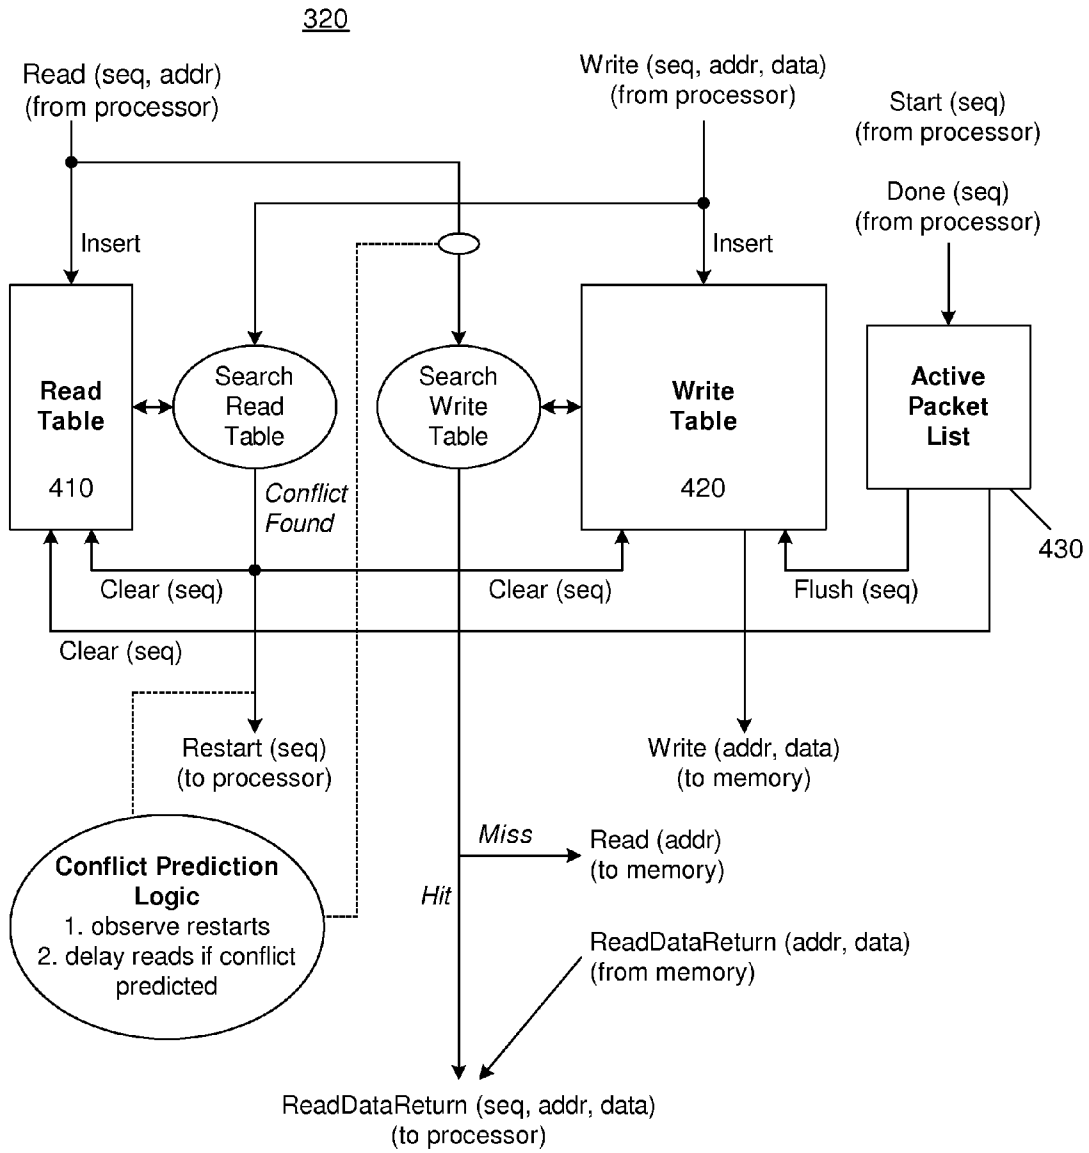 320
Read (seq, addr)
(from processor)
Write (seq, addr, data)
(from processor)
Start (seq)
(from processor)
Done (seq)
(from processor)
Insert
Insert
Read
Table
410
Search
Read
Table
Search
Write
Table
Write
Table
420
Active
Packet
List
430
Conflict
Found
Clear (seq)
Clear (seq)
Flush (seq)
Clear (seq)
Restart (seq)
(to processor)
Write (addr, data)
(to memory)
Conflict Prediction
Logic
1. observe restarts
2. delay reads if conflict
predicted
Miss
Hit
Read (addr)
(to memory)
ReadDataReturn (addr, data)
(from memory)
ReadDataReturn (seq, addr, data)
(to processor)